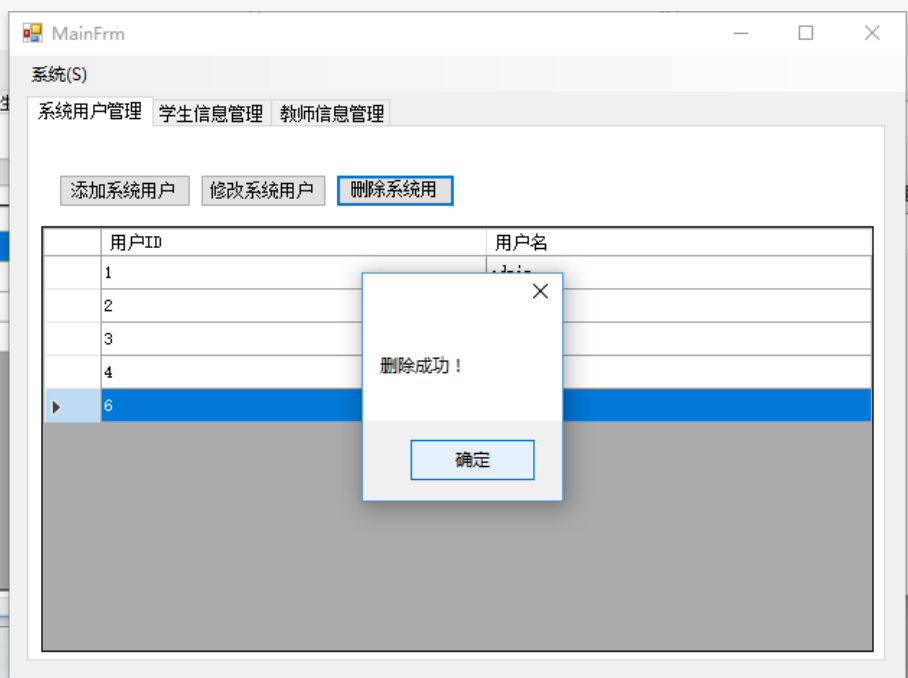 MainFrm
系统(S)
系统用户管理 学生信息管理 教师信息管理
添加系统用户 修改系统用户 删除系统用
用户ID 用户名
1
2
3
4
6
删除成功！
确定